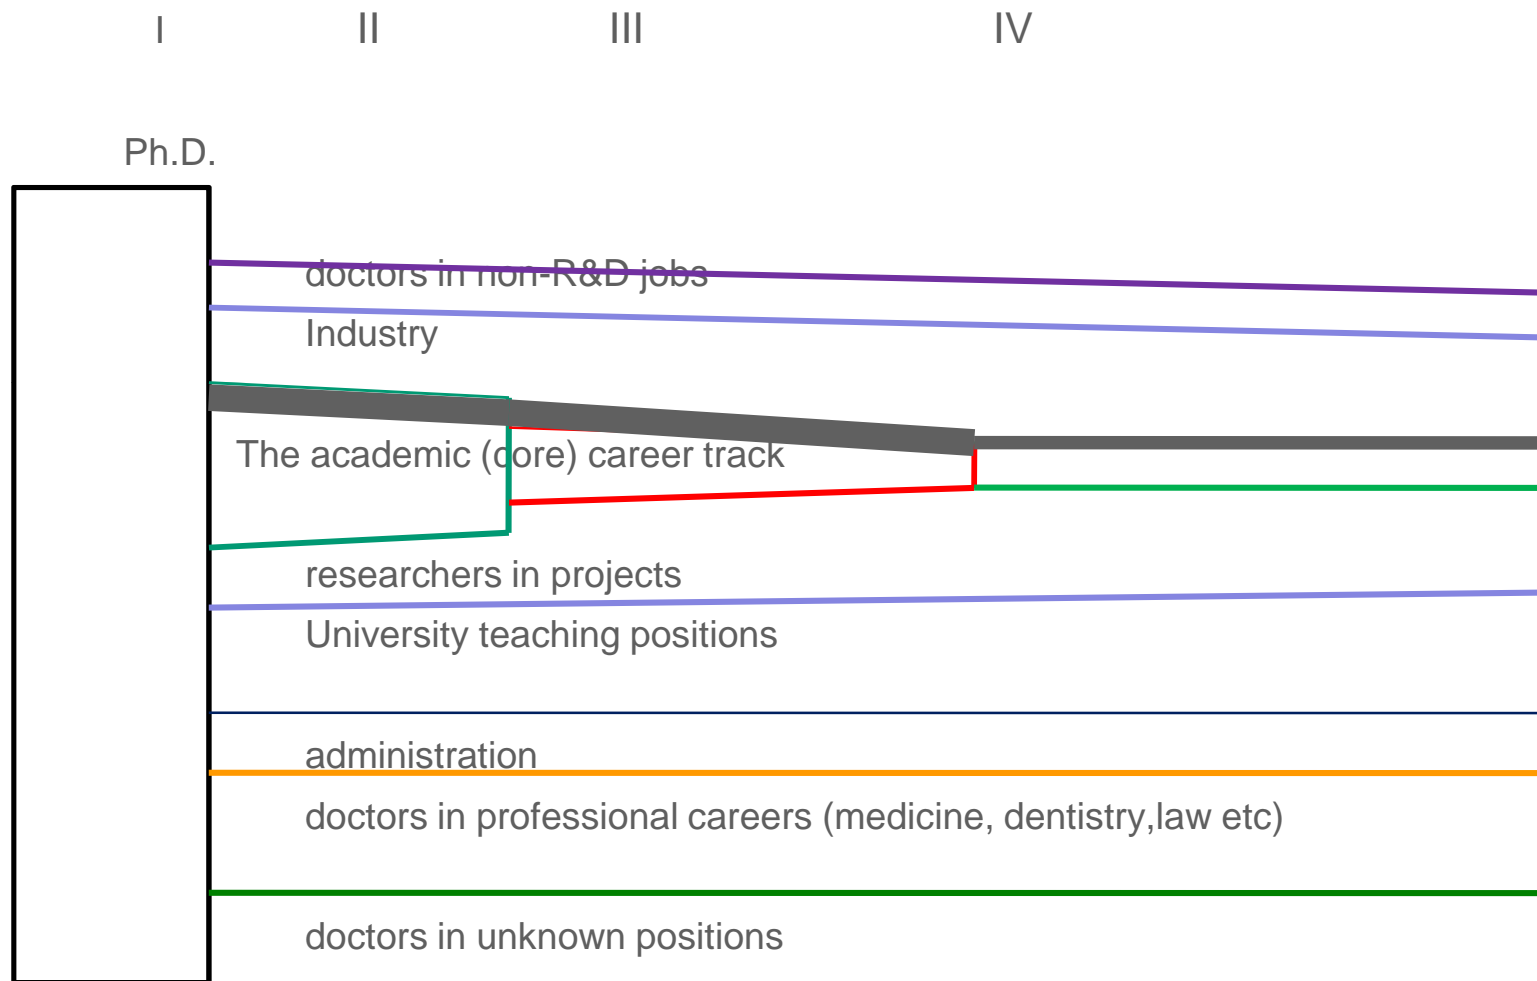 I II III IV
Ph.D.
doctors in non-R&D jobs
Industry
The academic (core) career track
researchers in projects
University teaching positions
administration
doctors in professional careers (medicine, dentistry,law etc)
doctors in unknown positions